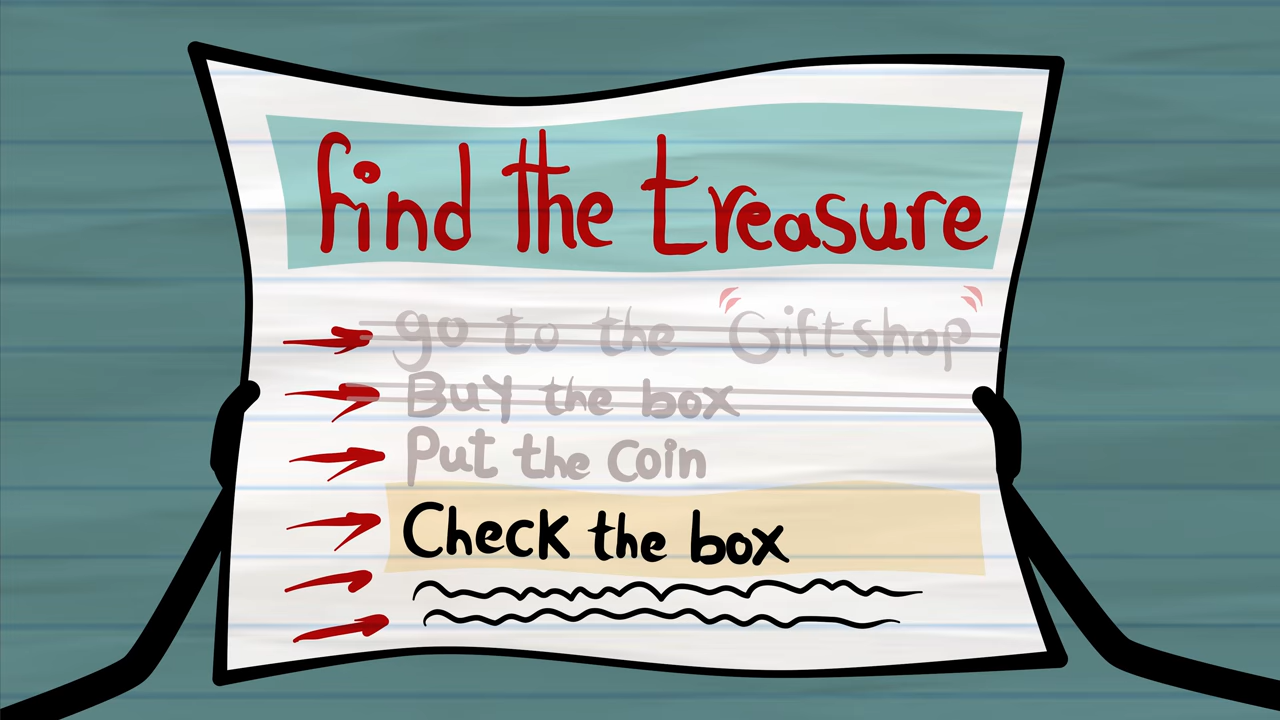 find the treasure
go to the "Giftshop"
Buy the box
Put the Coin
Check the box